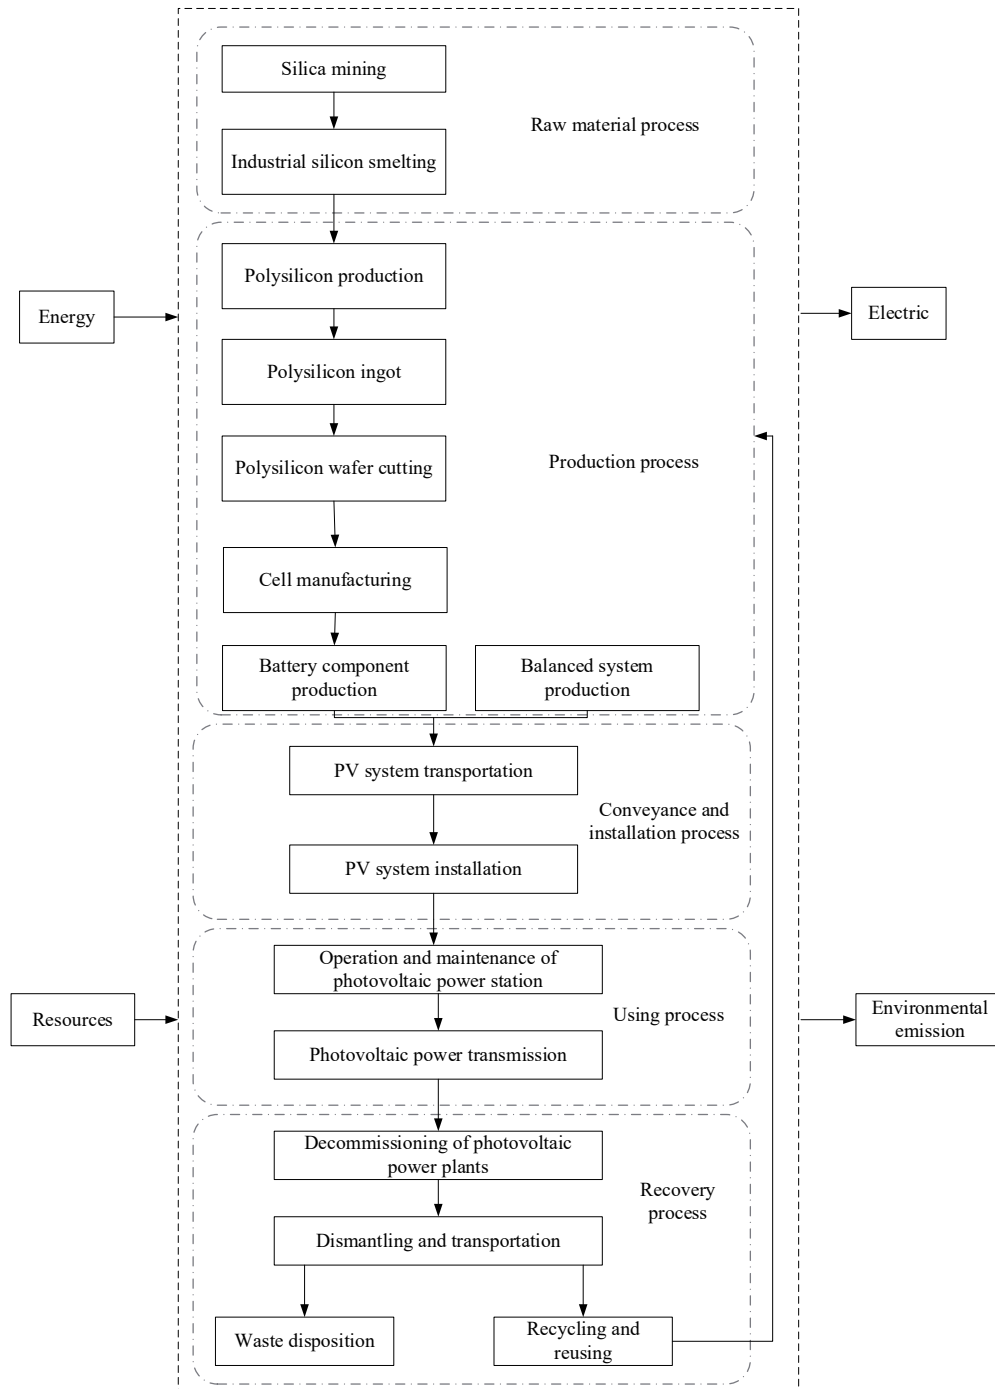 Silica mining
Raw material process
Industrial silicon smelting
Polysilicon production
Energy
Electric
Polysilicon ingot
Polysilicon wafer cutting
Production process
Cell manufacturing
Battery component
production
Balanced system
production
PV system transportation
Conveyance and
installation process
PV system installation
Operation and maintenance of
photovoltaic power station
Resources
Using process
Environmental
emission
Photovoltaic power transmission
Decommissioning of photovoltaic
power plants
Recovery
process
Dismantling and transportation
Waste disposition
Recycling and
reusing